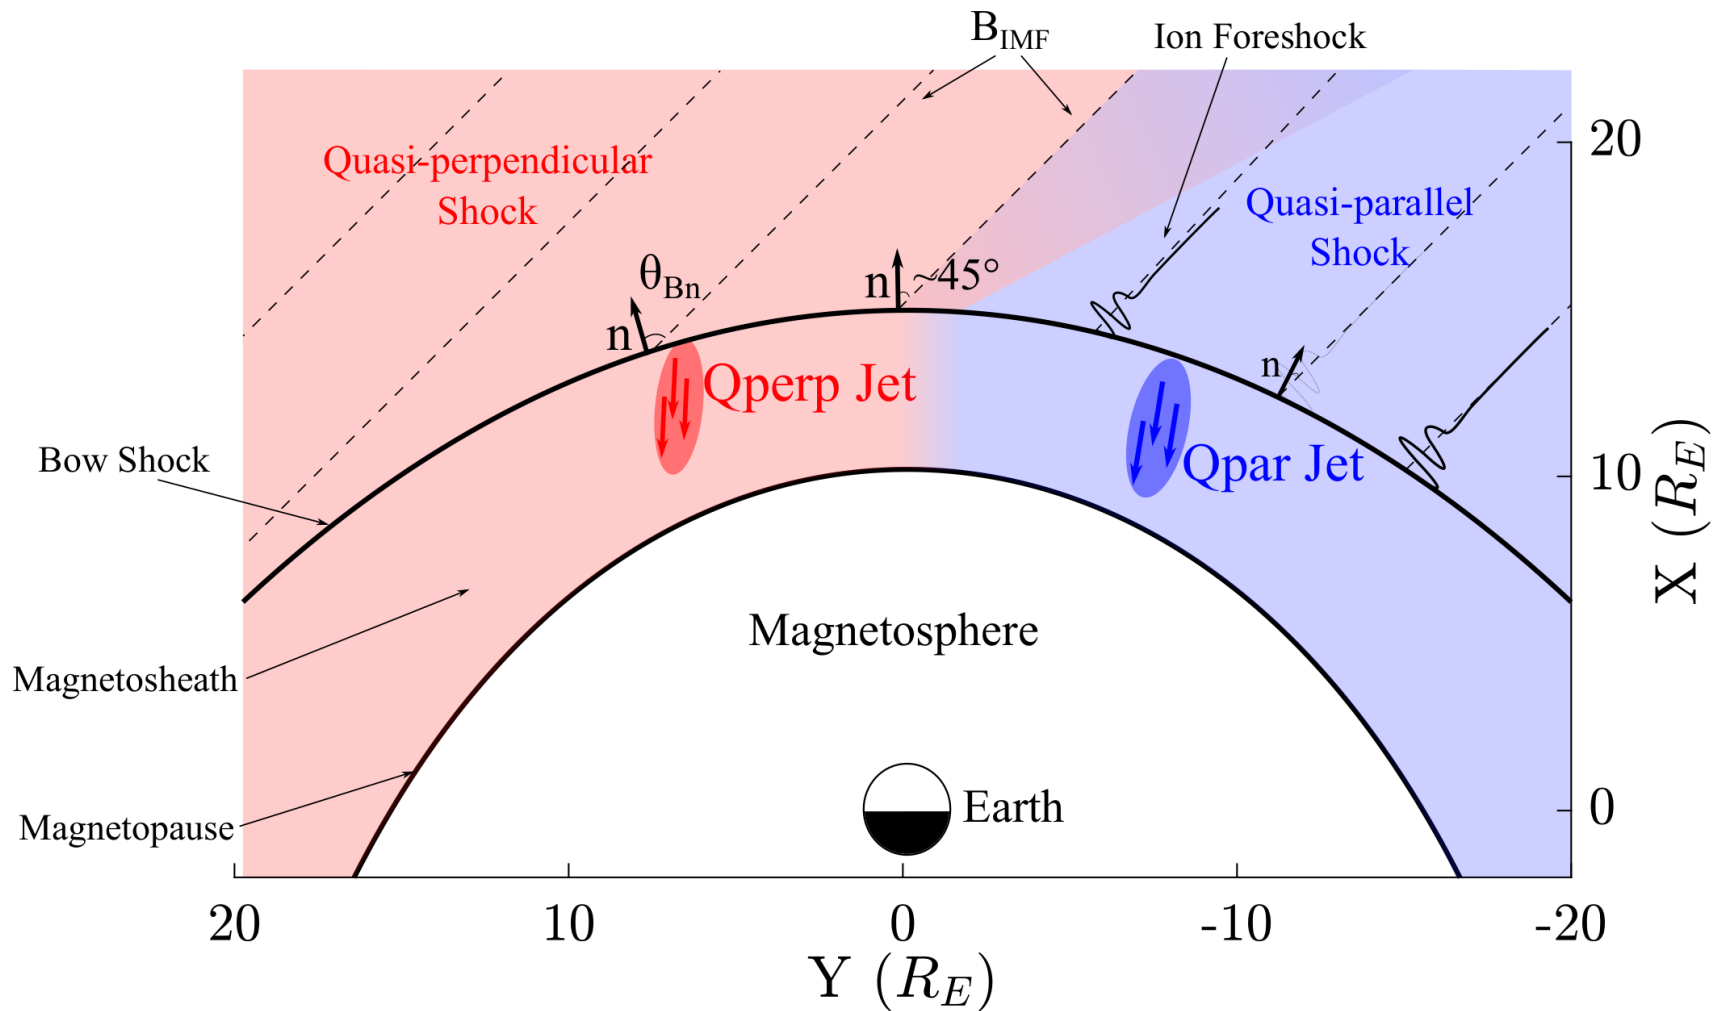 B_IMF
Ion Foreshock
20
Quasi-perpendicular
Shock
Quasi-parallel
Shock
θ_Bn
n
n
~45°
n
Qperp Jet
Qpar Jet
Bow Shock
10
X (R_E)
Magnetosphere
Magnetosheath
Earth
0
Magnetopause
20
10
0
-10
-20
Y (R_E)